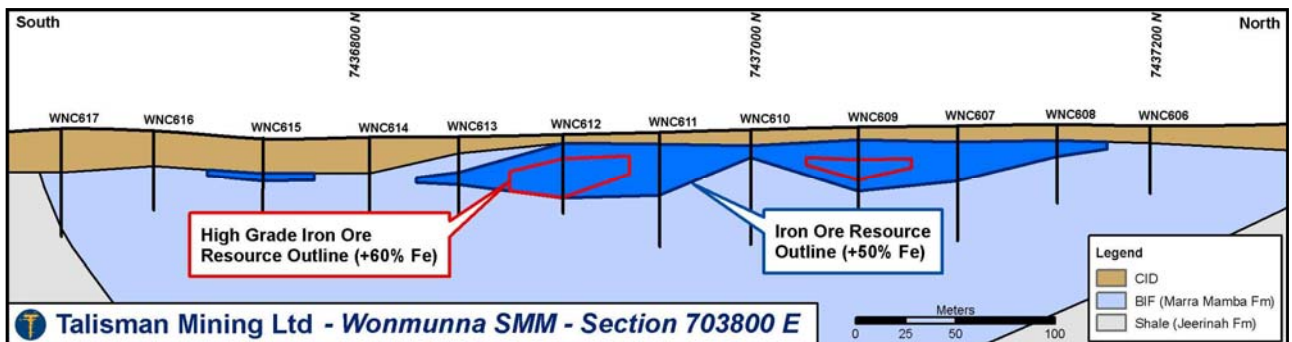 South
7436800 N
7437000 N
7437200 N
North
WNC617
WNC616
WNC615
WNC614
WNC613
WNC612
WNC611
WNC610
WNC609
WNC607
WNC608
WNC606
High Grade Iron Ore
Resource Outline (+60% Fe)
Iron Ore Resource
Outline (+50% Fe)
Legend
CID
BIF (Marra Mamba Fm)
Shale (Jeerinah Fm)
Talisman Mining Ltd - Wonmunna SMM - Section 703800 E
Meters
0 25 50 100